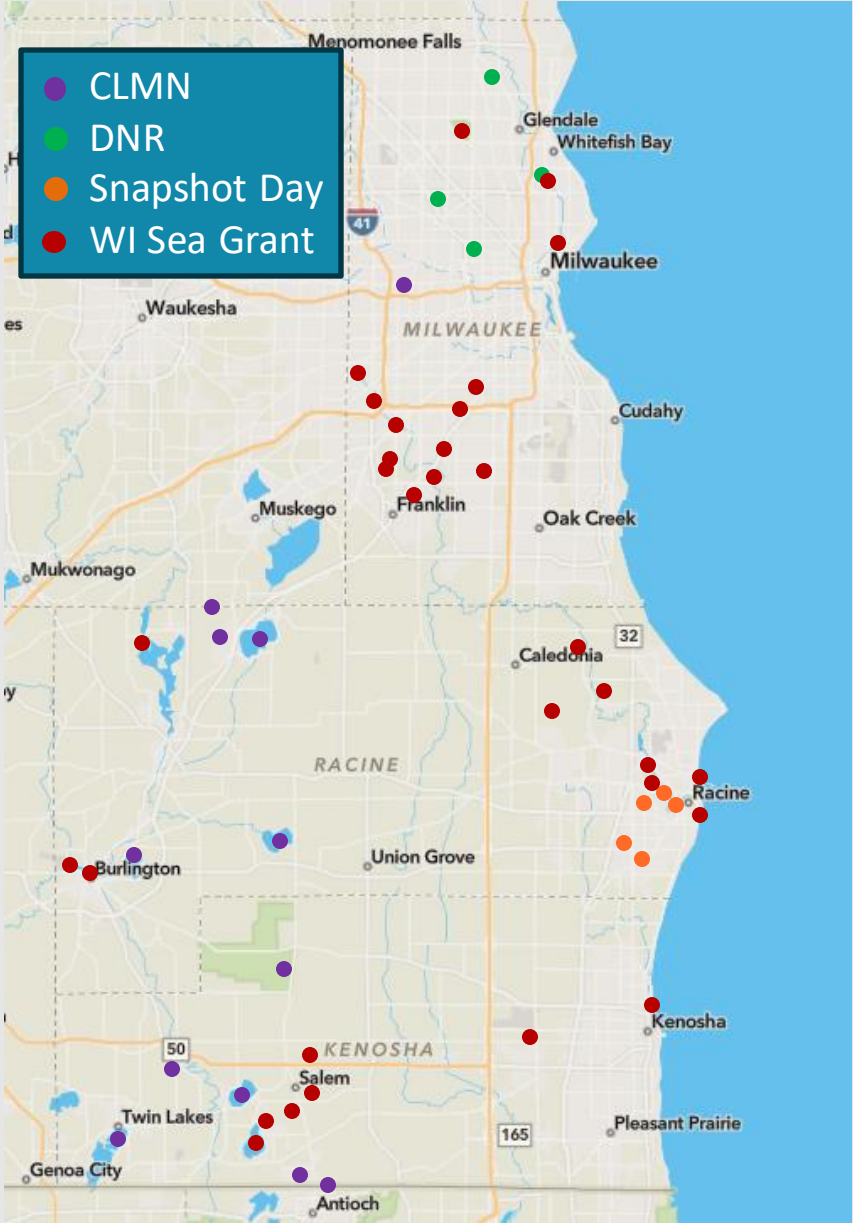 Menomonee Falls
CLMN
DNR
Snapshot Day
WI Sea Grant
H
d
Glendale
Whitefish Bay
41
Milwaukee
Waukesha
es
MILWAUKEE
Cudahy
Muskego
Franklin
Oak Creek
Mukwonago
32
Caledonia
y
RACINE
Racine
Union Grove
Burlington
Kenosha
50
KENOSHA
Salem
Twin Lakes
165
Pleasant Prairie
Genoa City
Antioch